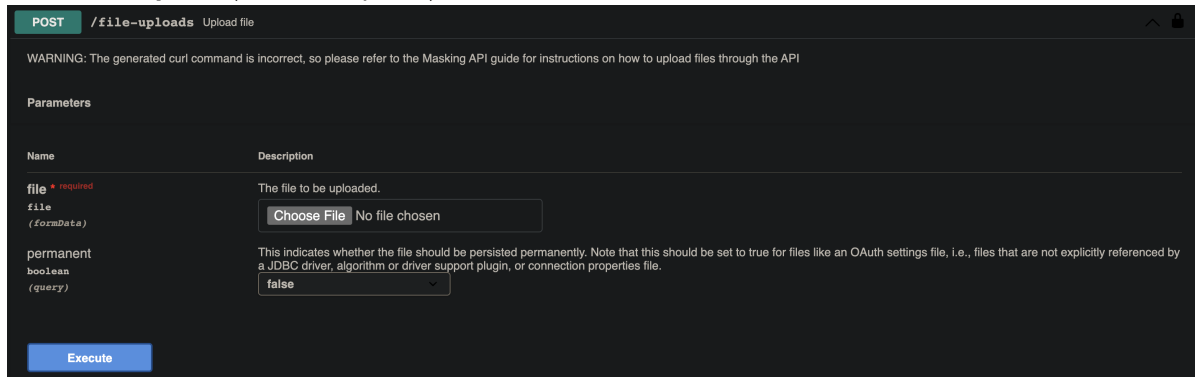 POST /file-uploads Upload file
WARNING: The generated curl command is incorrect, so please refer to the Masking API guide for instructions on how to upload files through the API
Parameters
Name Description
file * required The file to be uploaded.
file
(formData)
Choose File No file chosen
permanent This indicates whether the file should be persisted permanently. Note that this should be set to true for files like an OAuth settings file, i.e., files that are not explicitly referenced by
boolean a JDBC driver, algorithm or driver support plugin, or connection properties file.
(query) false
Execute